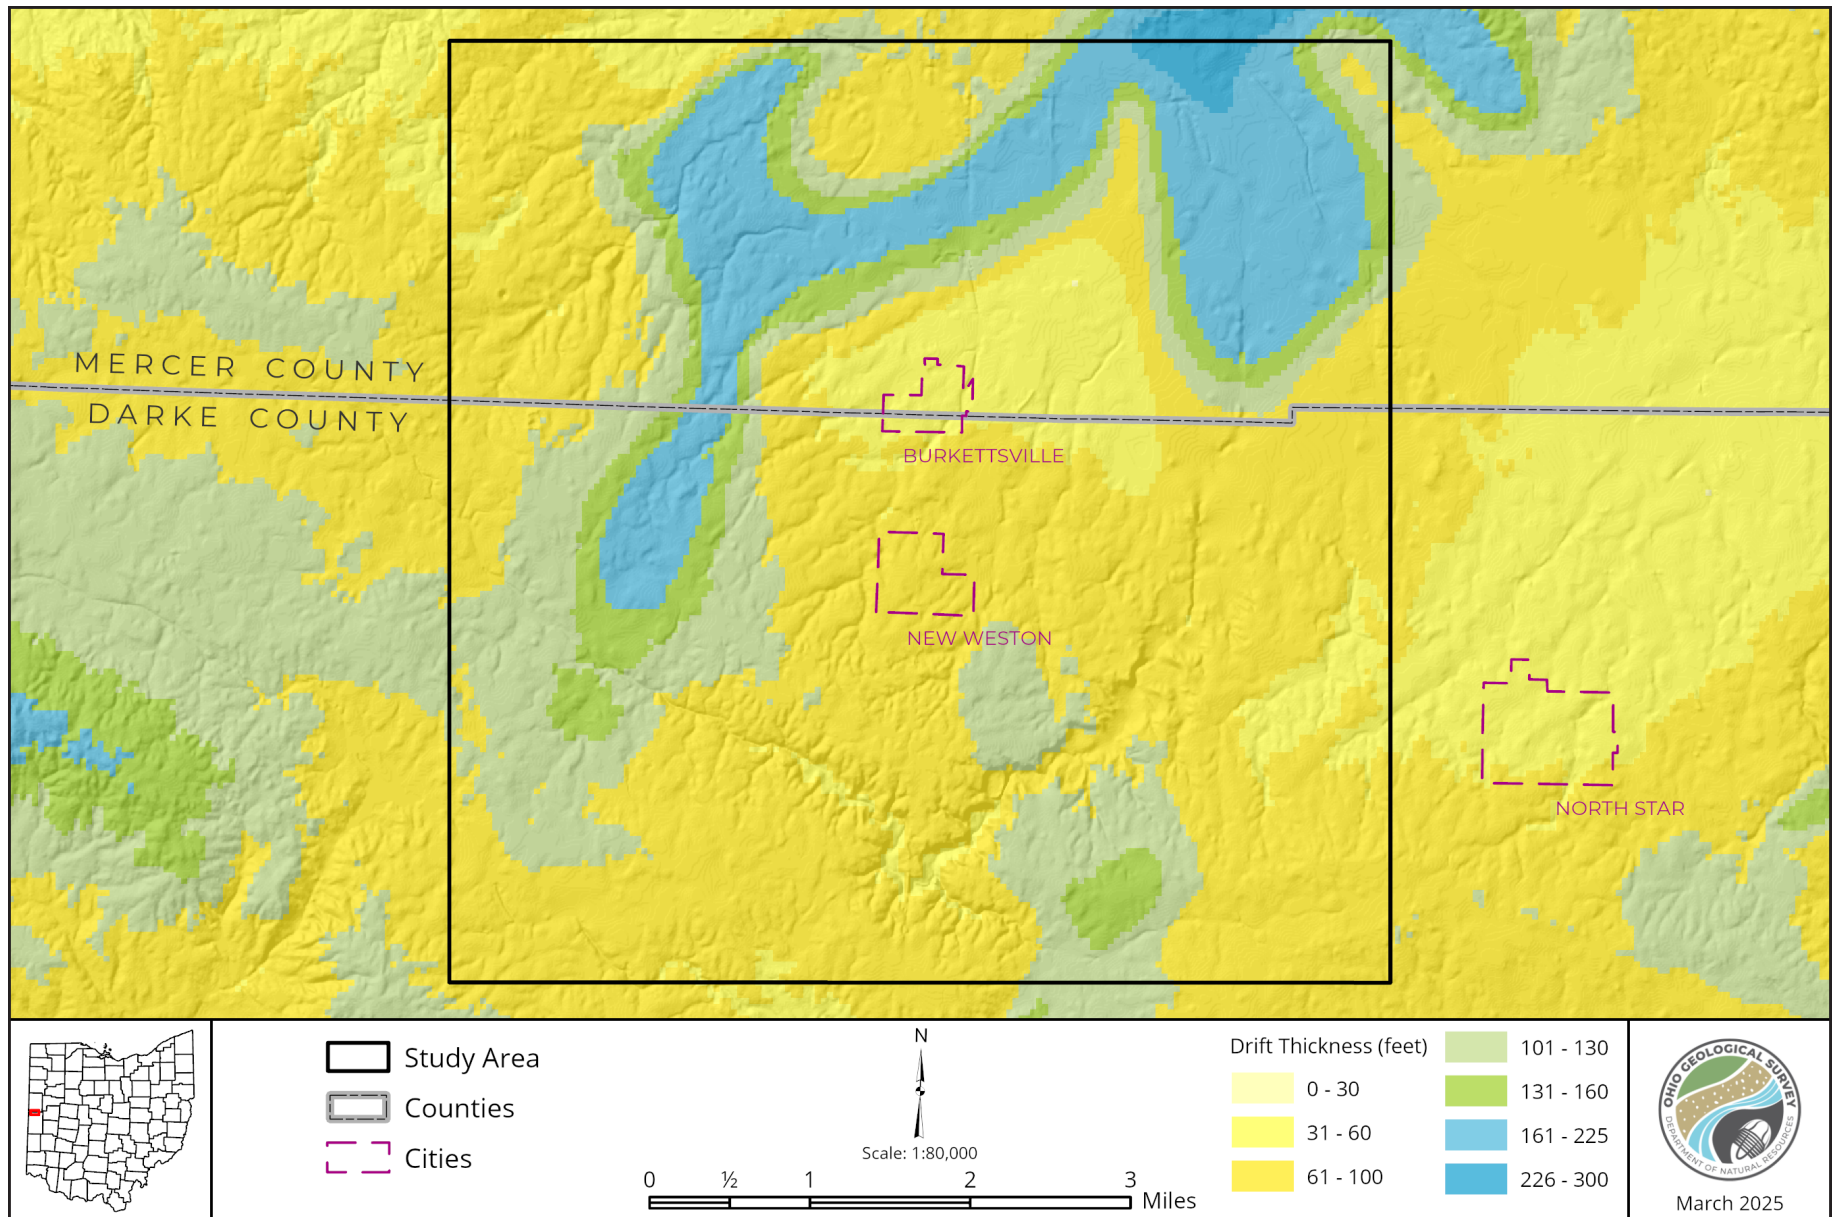 MERCER COUNTY
DARKE COUNTY
BURKETTSVILLE
NEW WESTON
NORTH STAR
Study Area
Counties
Cities
N
Scale: 1:80,000
0 ½ 1 2 3 Miles
Drift Thickness (feet)
0 - 30
31 - 60
61 - 100
101 - 130
131 - 160
161 - 225
226 - 300
OHIO GEOLOGICAL SURVEY
DEPARTMENT OF NATURAL RESOURCES
March 2025